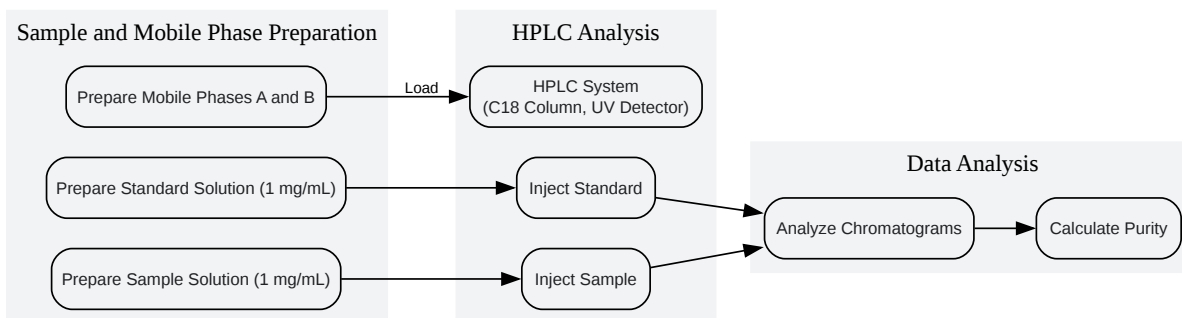 Sample and Mobile Phase Preparation
Prepare Mobile Phases A and B
Load
Prepare Standard Solution (1 mg/mL)
Prepare Sample Solution (1 mg/mL)
HPLC Analysis
HPLC System
(C18 Column, UV Detector)
Inject Standard
Inject Sample
Data Analysis
Analyze Chromatograms
Calculate Purity